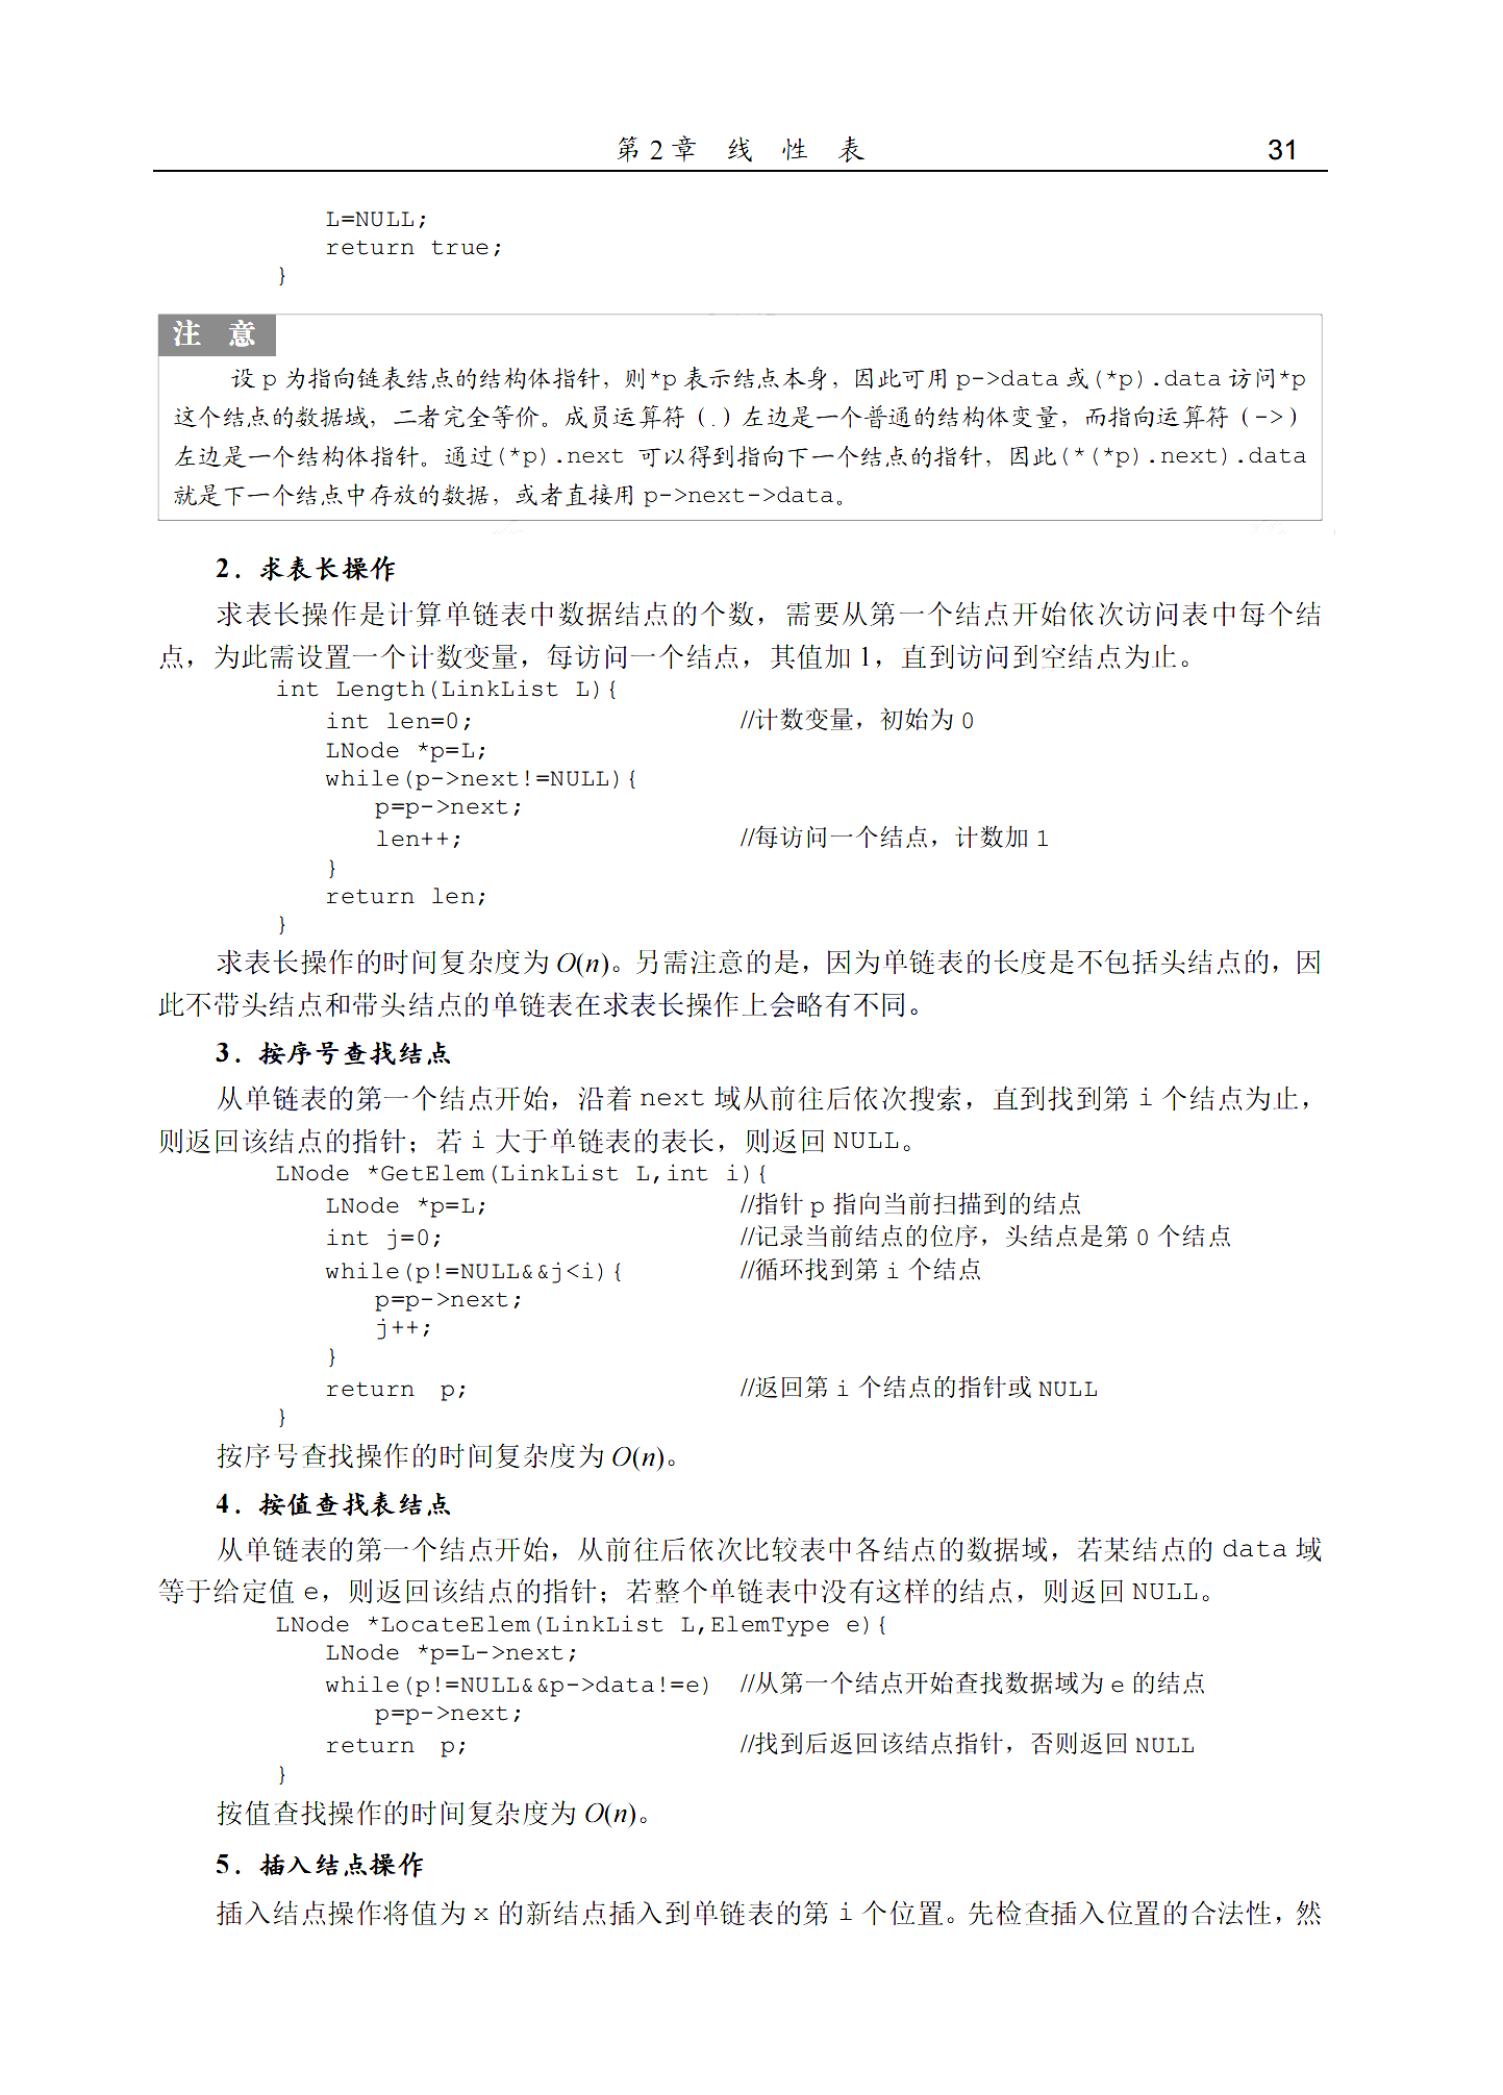 第 2 章　线　性　表
31
L=NULL;
return true;
}
注 意
设 p 为指向链表结点的结构体指针，则*p 表示结点本身，因此可用 p->data 或(*p).data 访问*p
这个结点的数据域，二者完全等价。成员运算符（.）左边是一个普通的结构体变量，而指向运算符（->）
左边是一个结构体指针。通过(*p).next 可以得到指向下一个结点的指针，因此(*(*p).next).data
就是下一个结点中存放的数据，或者直接用 p->next->data。
2．求表长操作
求表长操作是计算单链表中数据结点的个数，需要从第一个结点开始依次访问表中每个结
点，为此需设置一个计数变量，每访问一个结点，其值加 1，直到访问到空结点为止。
int Length(LinkList L){
int len=0; //计数变量，初始为 0
LNode *p=L;
while(p->next!=NULL){
p=p->next;
len++; //每访问一个结点，计数加 1
}
return len;
}
求表长操作的时间复杂度为 O(n)。另需注意的是，因为单链表的长度是不包括头结点的，因
此不带头结点和带头结点的单链表在求表长操作上会略有不同。
3．按序号查找结点
从单链表的第一个结点开始，沿着 next 域从前往后依次搜索，直到找到第 i 个结点为止，
则返回该结点的指针；若 i 大于单链表的表长，则返回 NULL。
LNode *GetElem(LinkList L,int i){
LNode *p=L; //指针 p 指向当前扫描到的结点
int j=0; //记录当前结点的位序，头结点是第 0 个结点
while(p!=NULL&&j<i){ //循环找到第 i 个结点
p=p->next;
j++;
}
return p; //返回第 i 个结点的指针或 NULL
}
按序号查找操作的时间复杂度为 O(n)。
4．按值查找表结点
从单链表的第一个结点开始，从前往后依次比较表中各结点的数据域，若某结点的 data 域
等于给定值 e，则返回该结点的指针；若整个单链表中没有这样的结点，则返回 NULL。
LNode *LocateElem(LinkList L,ElemType e){
LNode *p=L->next;
while(p!=NULL&&p->data!=e) //从第一个结点开始查找数据域为 e 的结点
p=p->next;
return p; //找到后返回该结点指针，否则返回 NULL
}
按值查找操作的时间复杂度为 O(n)。
5．插入结点操作
插入结点操作将值为 x 的新结点插入到单链表的第 i 个位置。先检查插入位置的合法性，然